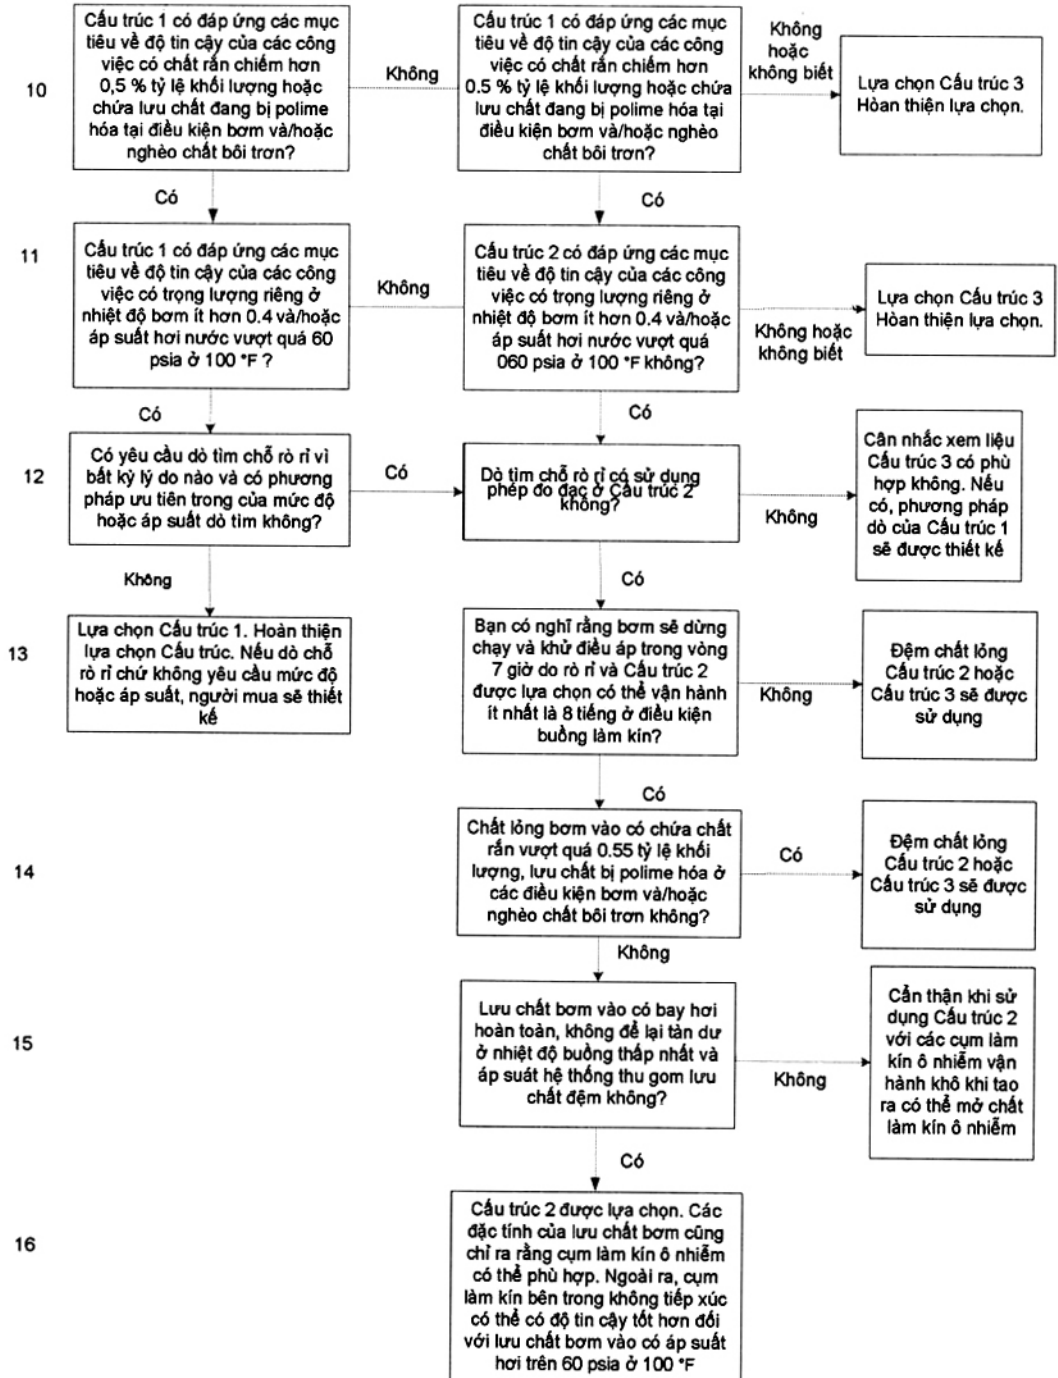 10
Cấu trúc 1 có đáp ứng các mục
tiêu về độ tin cậy của các công
việc có chất rắn chiếm hơn
0,5 % tỷ lệ khối lượng hoặc
chứa lưu chất đang bị polime
hóa tại điều kiện bơm và/hoặc
nghèo chất bôi trơn?
Không
Cấu trúc 1 có đáp ứng các mục
tiêu về độ tin cậy của các công
việc có chất rắn chiếm hơn
0.5 % tỷ lệ khối lượng hoặc
chứa lưu chất đang bị polime
hóa tại điều kiện bơm và/hoặc
nghèo chất bôi trơn?
Không
hoặc
không biết
Lựa chọn Cấu trúc 3
Hòan thiện lựa chọn.
Có
Có
11
Cấu trúc 1 có đáp ứng các mục
tiêu về độ tin cậy của các công
việc có trọng lượng riêng ở
nhiệt độ bơm ít hơn 0.4 và/hoặc
áp suất hơi nước vượt quá 60
psia ở 100 °F ?
Không
Cấu trúc 2 có đáp ứng các mục
tiêu về độ tin cậy của các công
việc có trọng lượng riêng ở
nhiệt độ bơm ít hơn 0.4 và/hoặc
áp suất hơi nước vượt quá
060 psia ở 100 °F không?
Không hoặc
không biết
Lựa chọn Cấu trúc 3
Hòan thiện lựa chọn.
Có
Có
12
Có yêu cầu dò tìm chỗ rò rỉ vì
bất kỳ lý do nào và có phương
pháp ưu tiên trong của mức độ
hoặc áp suất dò tìm không?
Có
Dò tìm chỗ rò rỉ có sử dụng
phép đo đạc ở Cấu trúc 2
không?
Không
Cân nhắc xem liệu
Cấu trúc 3 có phù
hợp không. Nếu
có, phương pháp
dò của Cấu trúc 1
sẽ được thiết kế
Không
Có
13
Lựa chọn Cấu trúc 1. Hoàn thiện
lựa chọn Cấu trúc. Nếu dò chỗ
rò rỉ chứ không yêu cầu mức độ
hoặc áp suất, người mua sẽ thiết
kế
Bạn có nghĩ rằng bơm sẽ dừng
chạy và khử điều áp trong vòng
7 giờ do rò rỉ và Cấu trúc 2
được lựa chọn có thể vận hành
ít nhất là 8 tiếng ở điều kiện
buồng làm kín?
Không
Đệm chất lỏng
Cấu trúc 2 hoặc
Cấu trúc 3 sẽ được
sử dụng
Có
14
Chất lỏng bơm vào có chứa chất
rắn vượt quá 0.55 tỷ lệ khối
lượng, lưu chất bị polime hóa ở
các điều kiện bơm và/hoặc
nghèo chất bôi trơn không?
Có
Đệm chất lỏng
Cấu trúc 2 hoặc
Cấu trúc 3 sẽ được
sử dụng
Không
15
Lưu chất bơm vào có bay hơi
hoàn toàn, không để lại tàn dư
ở nhiệt độ buồng thấp nhất và
áp suát hệ thống thu gom lưu
chất đệm không?
Không
Cẩn thận khi sử
dụng Cấu trúc 2
với các cụm làm
kín ô nhiễm vận
hành khô khi tao
ra có thể mở chất
làm kín ô nhiễm
Có
16
Cấu trúc 2 được lựa chọn. Các
đặc tính của lưu chất bơm cũng
chỉ ra rằng cụm làm kín ô nhiễm
có thể phù hợp. Ngoài ra, cụm
làm kín bên trong không tiếp xúc
có thể có độ tin cậy tốt hơn đối
với lưu chất bơm vào có áp suất
hơi trên 60 psia ở 100 °F